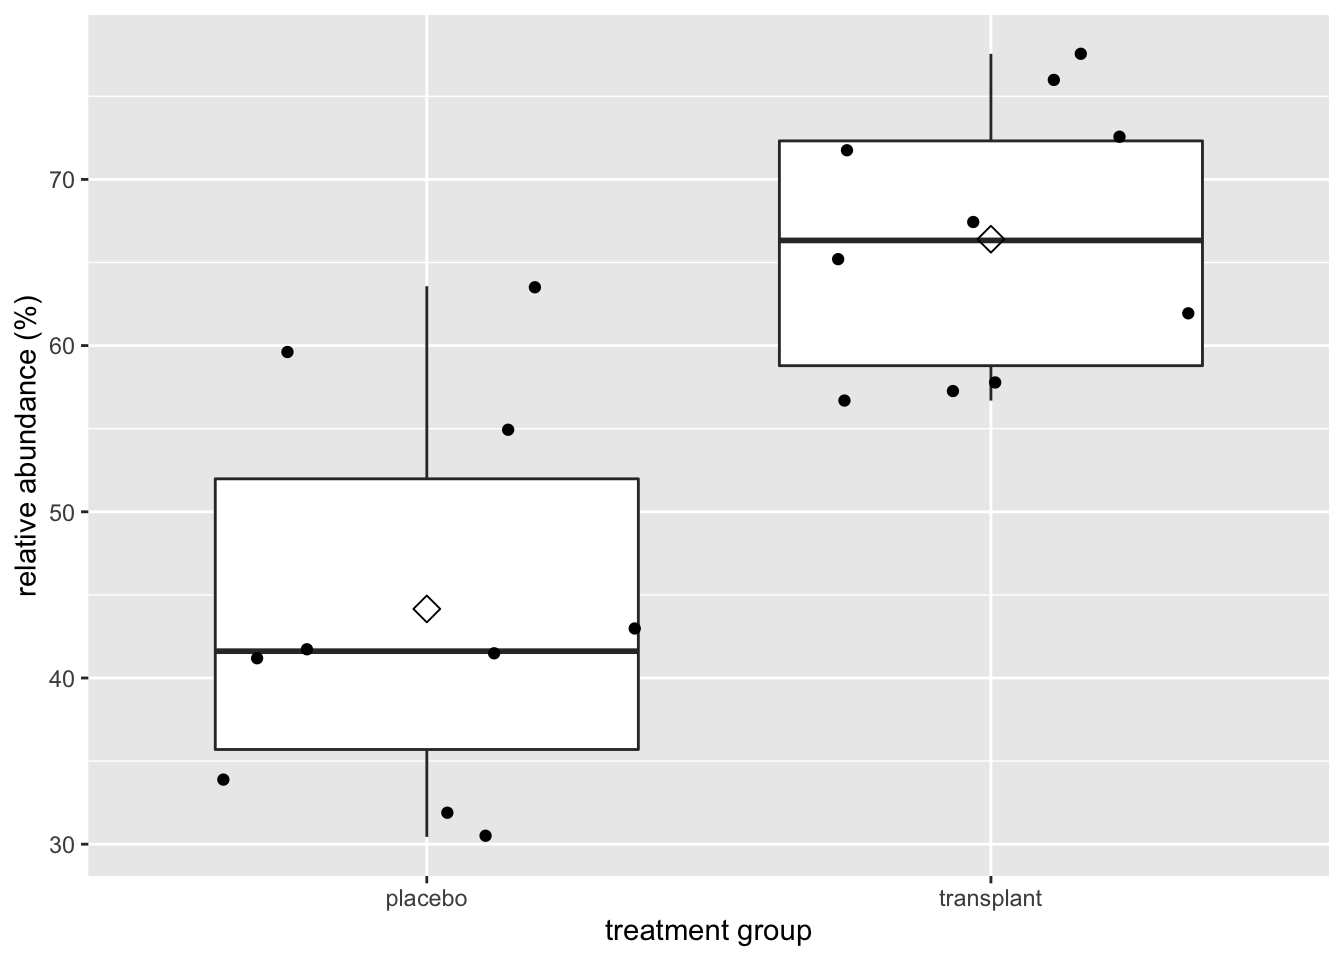 relative abundance (%)
70
60
50
40
30
placebo
transplant
treatment group